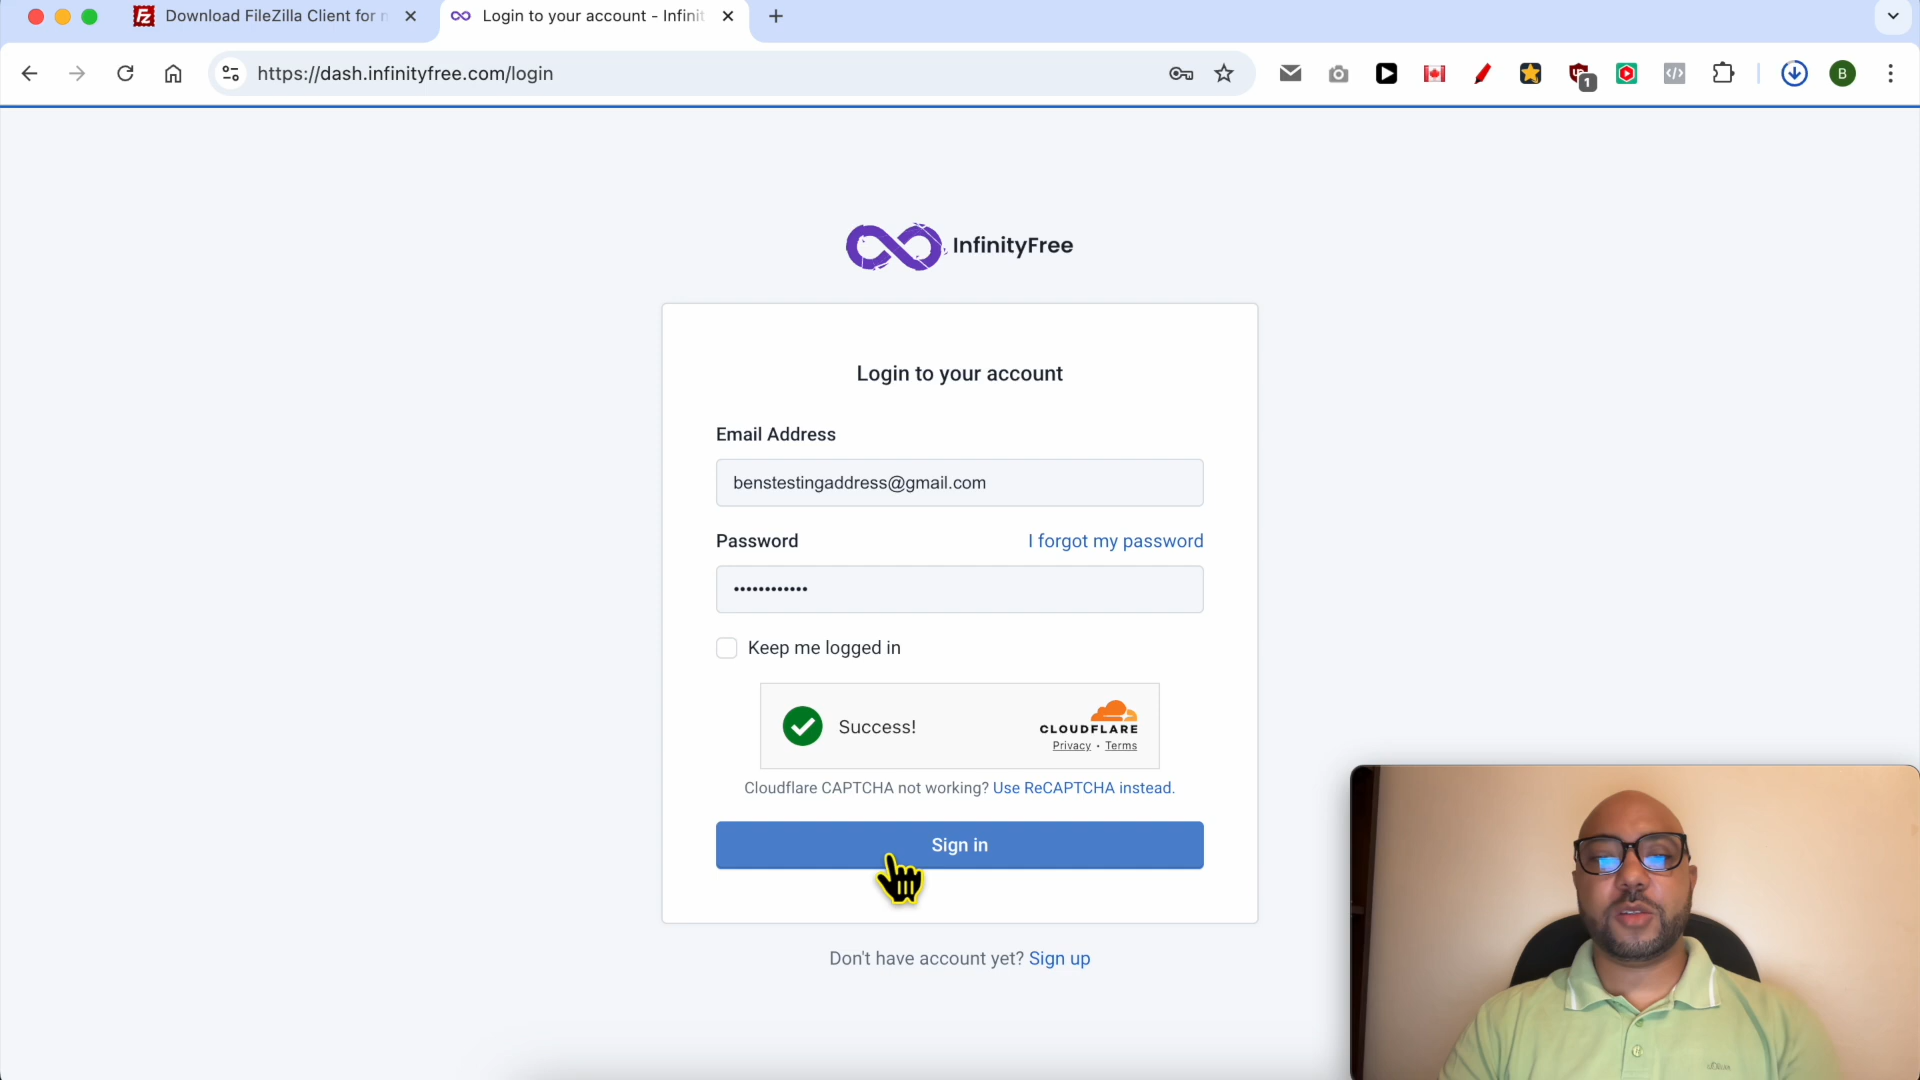 Download FileZilla Client for
Login to your account - Infinit
https://dash.infinityfree.com/login
1
B
InfinityFree
Login to your account
Email Address
benstestingaddress@gmail.com
Password
I forgot my password
••••••••••••
Keep me logged in
Success!
CLOUDFLARE
Privacy • Terms
Cloudflare CAPTCHA not working? Use ReCAPTCHA instead.
Sign in
Don't have account yet? Sign up